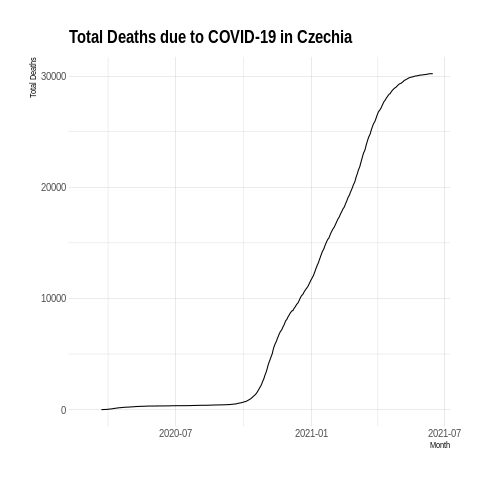 Total Deaths due to COVID-19 in Czechia
Total Deaths
30000
20000
10000
0
2020-07 2021-01 2021-07
Month